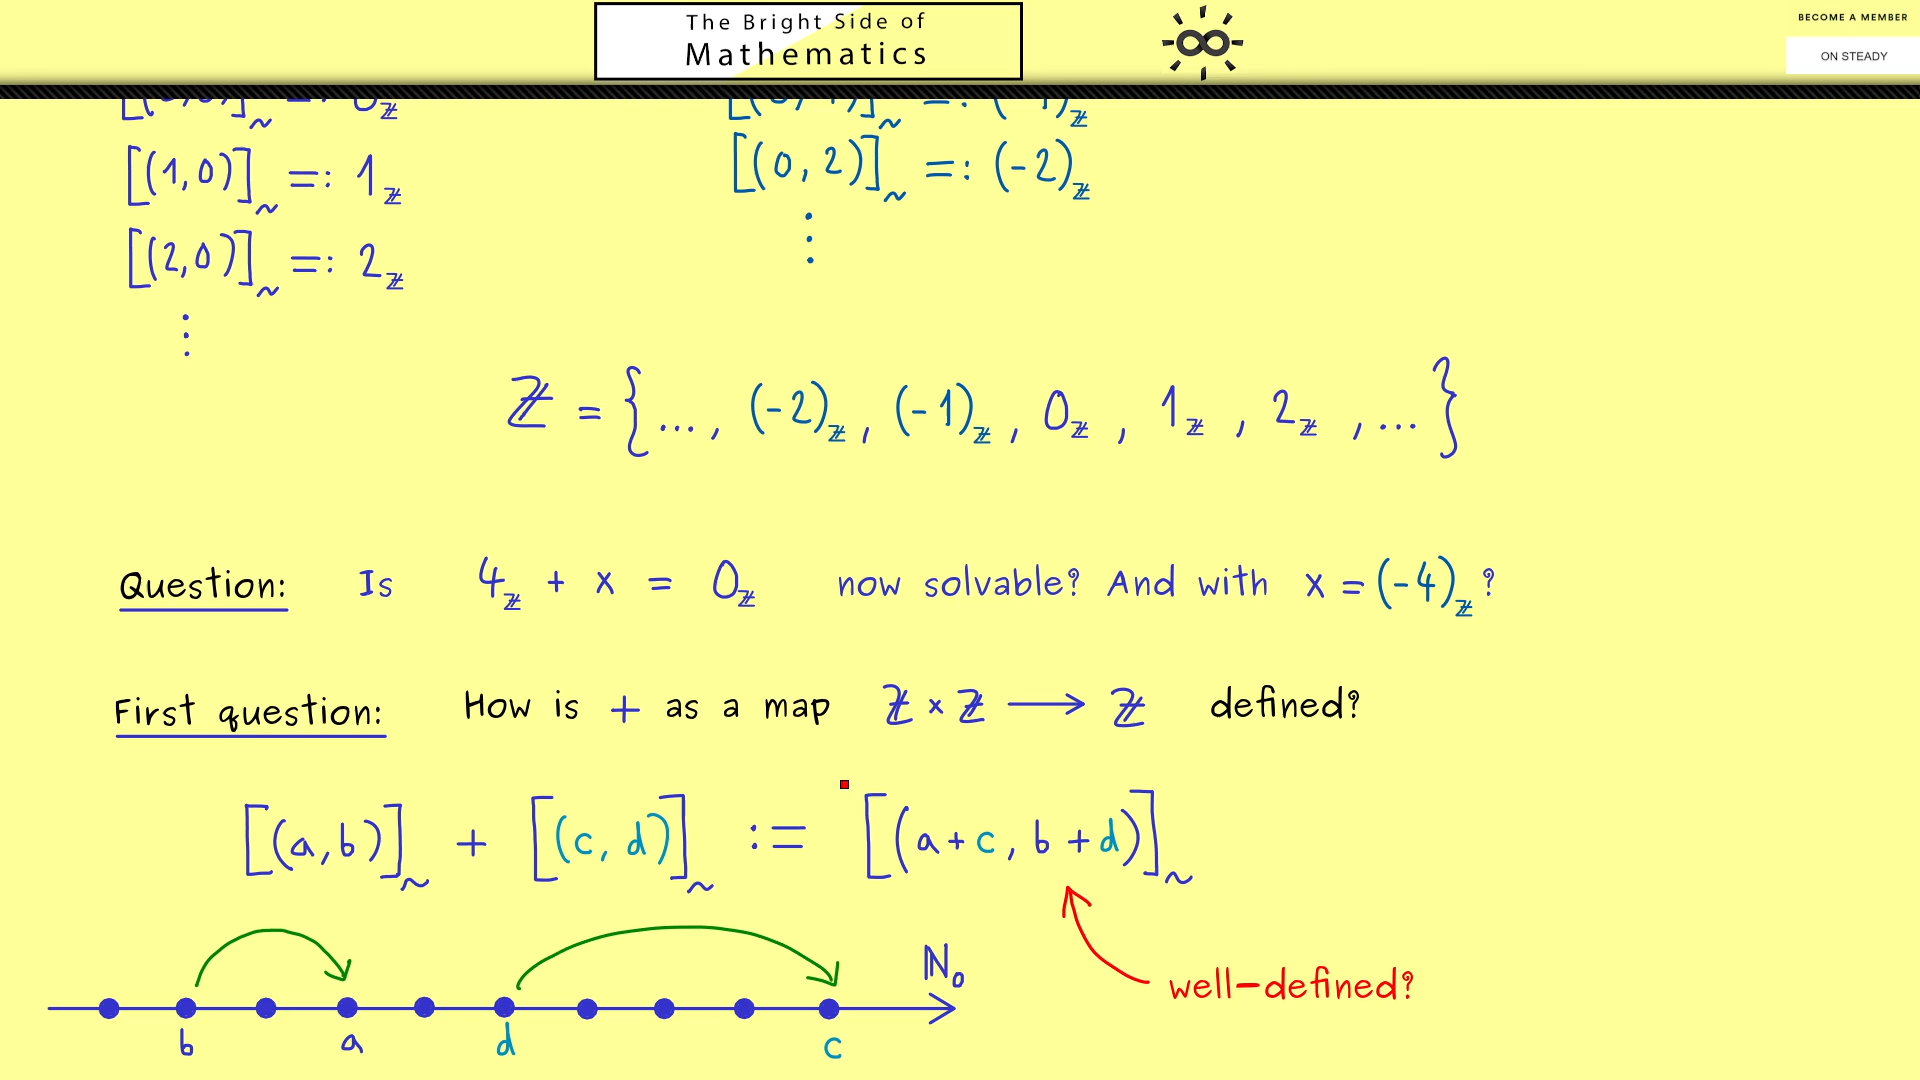 The Bright Side of
Mathematics
BECOME A MEMBER
ON STEADY
[(1,0)]~ =: 1ℤ
[(0,2)]~ =: (-2)ℤ
⋮
[(2,0)]~ =: 2ℤ
⋮
ℤ = {..., (-2)ℤ, (-1)ℤ, 0ℤ, 1ℤ, 2ℤ, ...}
Question: Is 4ℤ + x = 0ℤ now solvable? And with x = (-4)ℤ ?
First question: How is + as a map ℤ × ℤ ⟶ ℤ defined?
[(a,b)]~ + [(c,d)]~ := [(a+c, b+d)]~
ℕ₀
well-defined?
b a d c